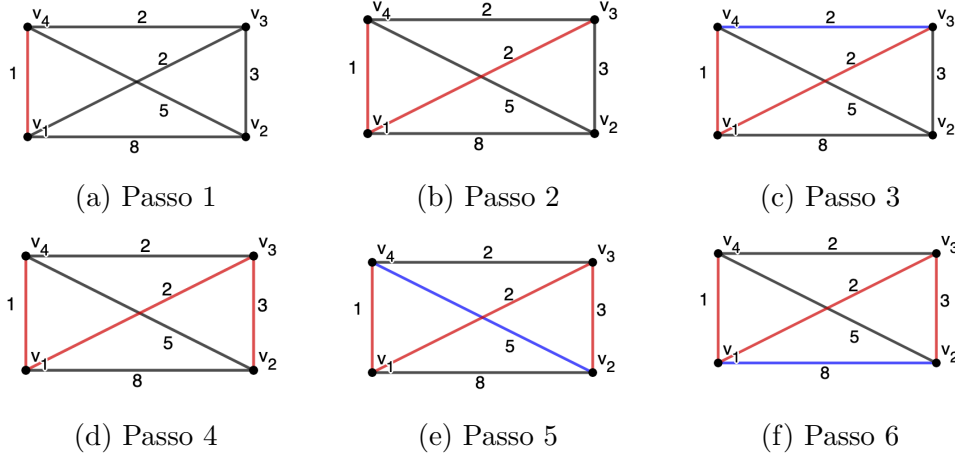 v4 2 v3
1 2 3
5
v1 8 v2
(a) Passo 1
v4 2 v3
1 2 3
5
v1 8 v2
(b) Passo 2
v4 2 v3
1 2 3
5
v1 8 v2
(c) Passo 3
v4 2 v3
1 2 3
5
v1 8 v2
(d) Passo 4
v4 2 v3
1 2 3
5
v1 8 v2
(e) Passo 5
v4 2 v3
1 2 3
5
v1 8 v2
(f) Passo 6